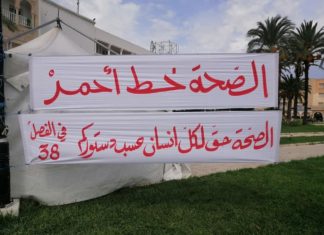 الصحة خط أحمر
الصحة حق لكل انسان حسب دستوركم في الفصل 38